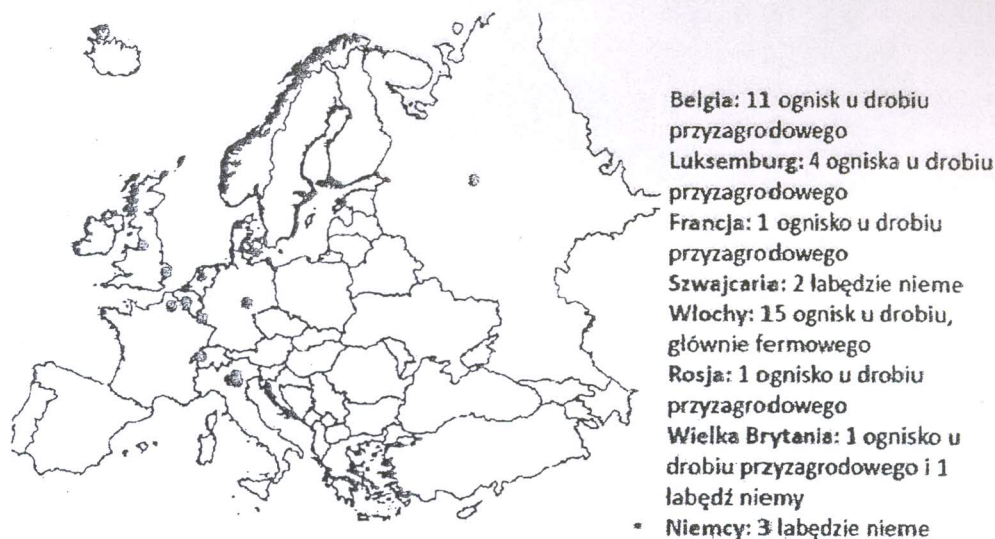 Belgia: 11 ognisk u drobiu
przyzagrodowego
Luksemburg: 4 ogniska u drobiu
przyzagrodowego
Francja: 1 ognisko u drobiu
przyzagrodowego
Szwajcaria: 2 łabędzie nieme
Włochy: 15 ognisk u drobiu,
głównie fermowego
Rosja: 1 ognisko u drobiu
przyzagrodowego
Wielka Brytania: 1 ognisko u
drobiu przyzagrodowego i 1
łabędź niemy
• Niemcy: 3 łabędzie nieme